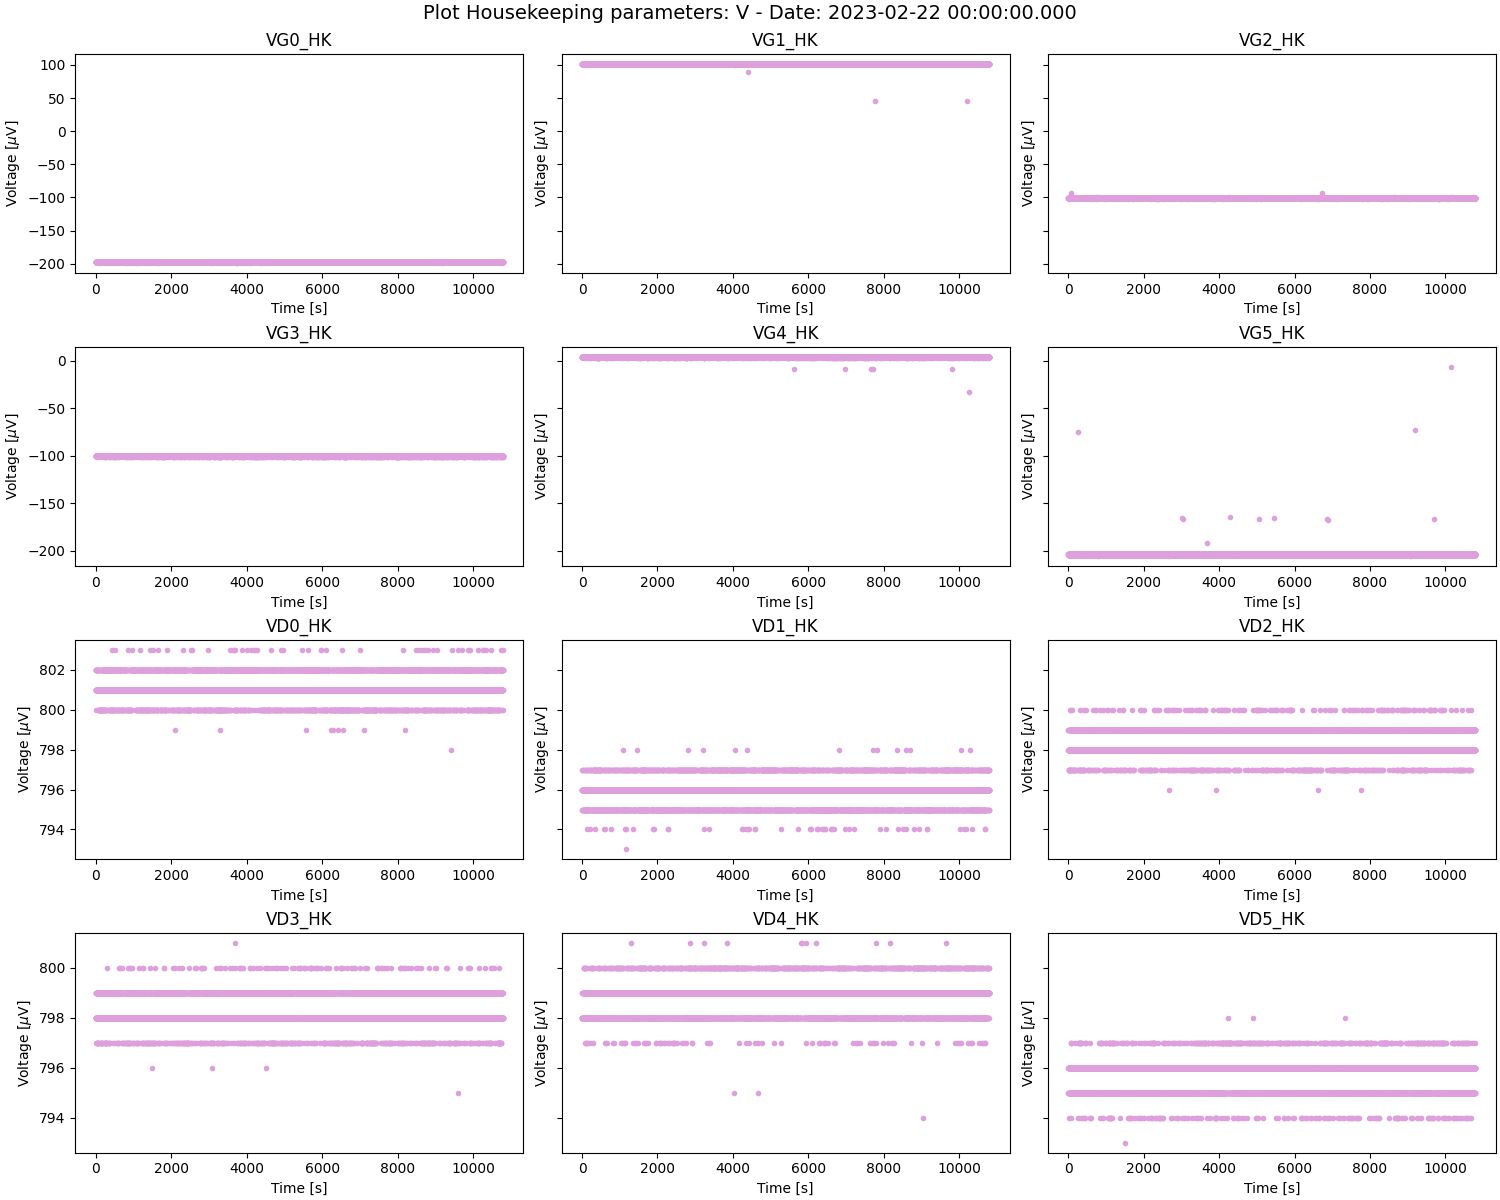 Plot Housekeeping parameters: V - Date: 2023-02-22 00:00:00.000
VG0_HK VG1_HK VG2_HK
100
50
0
−50
−100
−150
−200
Voltage [μV] Voltage [μV] Voltage [μV]
0 2000 4000 6000 8000 10000 0 2000 4000 6000 8000 10000 0 2000 4000 6000 8000 10000
Time [s] Time [s] Time [s]
VG3_HK VG4_HK VG5_HK
0
−50
−100
−150
−200
Voltage [μV] Voltage [μV] Voltage [μV]
0 2000 4000 6000 8000 10000 0 2000 4000 6000 8000 10000 0 2000 4000 6000 8000 10000
Time [s] Time [s] Time [s]
VD0_HK VD1_HK VD2_HK
802
800
798
796
794
Voltage [μV] Voltage [μV] Voltage [μV]
0 2000 4000 6000 8000 10000 0 2000 4000 6000 8000 10000 0 2000 4000 6000 8000 10000
Time [s] Time [s] Time [s]
VD3_HK VD4_HK VD5_HK
800
798
796
794
Voltage [μV] Voltage [μV] Voltage [μV]
0 2000 4000 6000 8000 10000 0 2000 4000 6000 8000 10000 0 2000 4000 6000 8000 10000
Time [s] Time [s] Time [s]